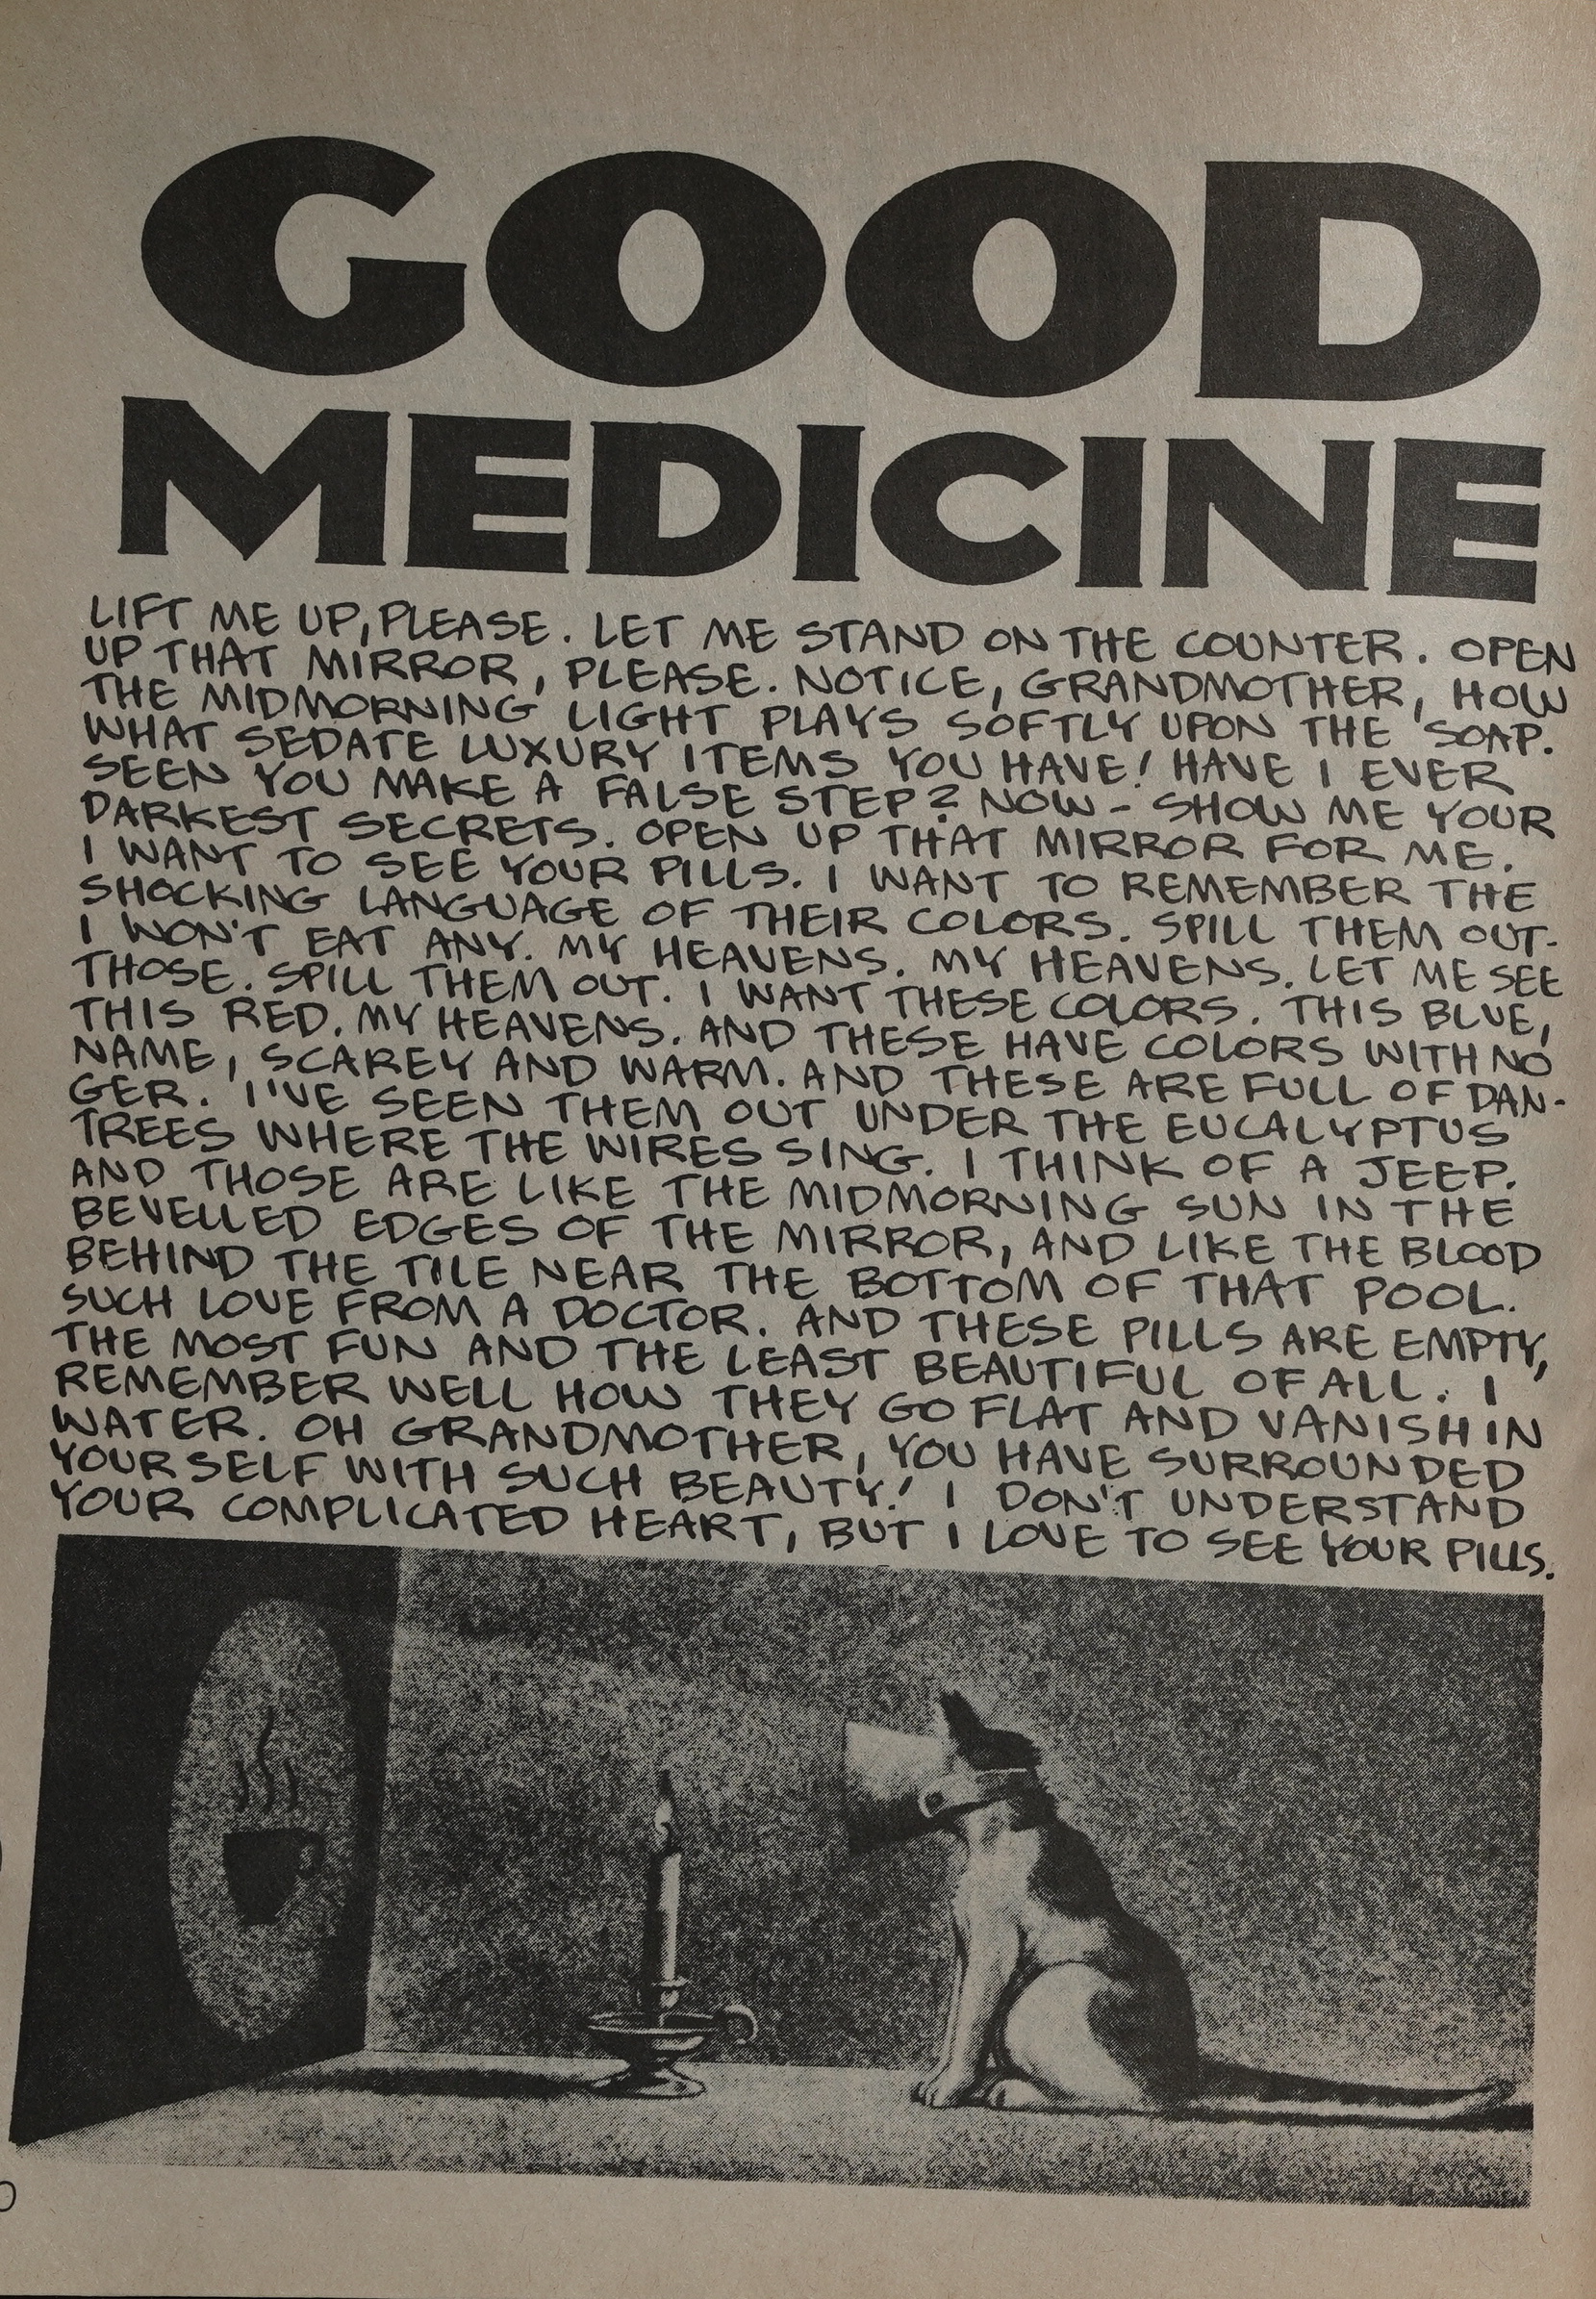 GOOD
MEDICINE
LIFT ME UP, PLEASE. LET ME STAND ON THE COUNTER. OPEN
UP THAT MIRROR, PLEASE. NOTICE, GRANDMOTHER, HOW
THE MIDMORNING LIGHT PLAYS SOFTLY UPON THE SOAP.
WHAT SEDATE LUXURY ITEMS YOU HAVE! HAVE I EVER
SEEN YOU MAKE A FALSE STEP? NOW - SHOW ME YOUR
DARKEST SECRETS. OPEN UP THAT MIRROR FOR ME.
I WANT TO SEE YOUR PILLS. I WANT TO REMEMBER THE
SHOCKING LANGUAGE OF THEIR COLORS. SPILL THEM OUT.
I WON'T EAT ANY. MY HEAVENS. MY HEAVENS. LET ME SEE
THOSE. SPILL THEM OUT. I WANT THESE COLORS. THIS BLUE,
THIS RED. MY HEAVENS. AND THESE HAVE COLORS WITH NO
NAME, SCAREY AND WARM. AND THESE ARE FULL OF DAN-
GER. I'VE SEEN THEM OUT UNDER THE EUCALYPTUS
TREES WHERE THE WIRES SING. I THINK OF A JEEP.
AND THOSE ARE LIKE THE MIDMORNING SUN IN THE
BEVELLED EDGES OF THE MIRROR, AND LIKE THE BLOOD
BEHIND THE TILE NEAR THE BOTTOM OF THAT POOL.
SUCH LOVE FROM A DOCTOR. AND THESE PILLS ARE EMPTY,
THE MOST FUN AND THE LEAST BEAUTIFUL OF ALL. I
REMEMBER WELL HOW THEY GO FLAT AND VANISH IN
WATER. OH GRANDMOTHER, YOU HAVE SURROUNDED
YOURSELF WITH SUCH BEAUTY! I DON'T UNDERSTAND
YOUR COMPLICATED HEART, BUT I LOVE TO SEE YOUR PILLS.